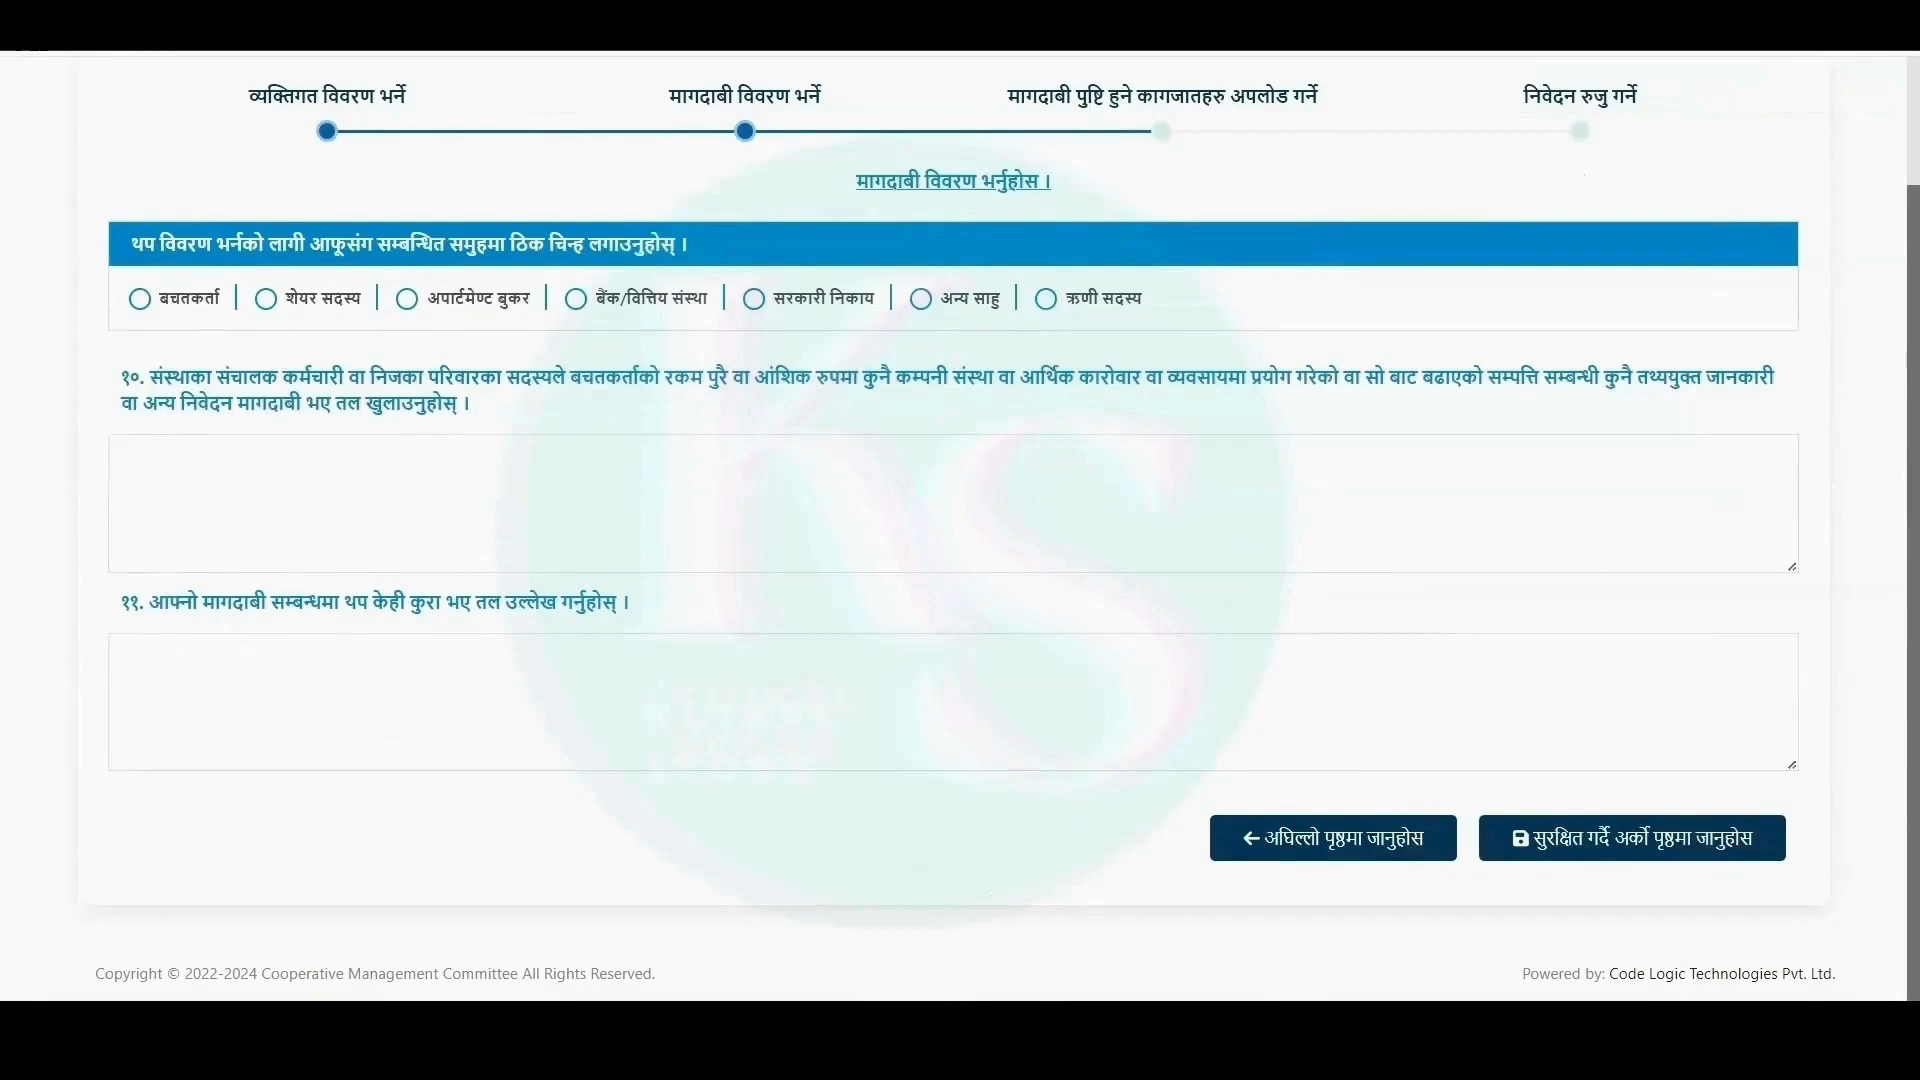 व्यक्तिगत विवरण भर्ने
मागदाबी विवरण भर्ने
मागदाबी पुष्टि हुने कागजातहरु अपलोड गर्ने
निवेदन रुजु गर्ने
मागदाबी विवरण भर्नुहोस ।
थप विवरण भर्नको लागी आफूसंग सम्बन्धित समुहमा ठिक चिन्ह लगाउनुहोस् ।
बचतकर्ता
शेयर सदस्य
अपार्टमेण्ट बुकर
बैंक/वित्तिय संस्था
सरकारी निकाय
अन्य साहु
ऋणी सदस्य
१०. संस्थाका संचालक कर्मचारी वा निजका परिवारका सदस्यले बचतकर्ताको रकम पुरै वा आंशिक रुपमा कुनै कम्पनी संस्था वा आर्थिक कारोवार वा व्यवसायमा प्रयोग गरेको वा सो बाट बढाएको सम्पत्ति सम्बन्धी कुनै तथ्ययुक्त जानकारी
वा अन्य निवेदन मागदाबी भए तल खुलाउनुहोस् ।
११. आफ्नो मागदाबी सम्बन्धमा थप केही कुरा भए तल उल्लेख गर्नुहोस् ।
अघिल्लो पृष्ठमा जानुहोस
सुरक्षित गर्दै अर्को पृष्ठमा जानुहोस
Copyright © 2022-2024 Cooperative Management Committee All Rights Reserved.
Powered by: Code Logic Technologies Pvt. Ltd.
KS